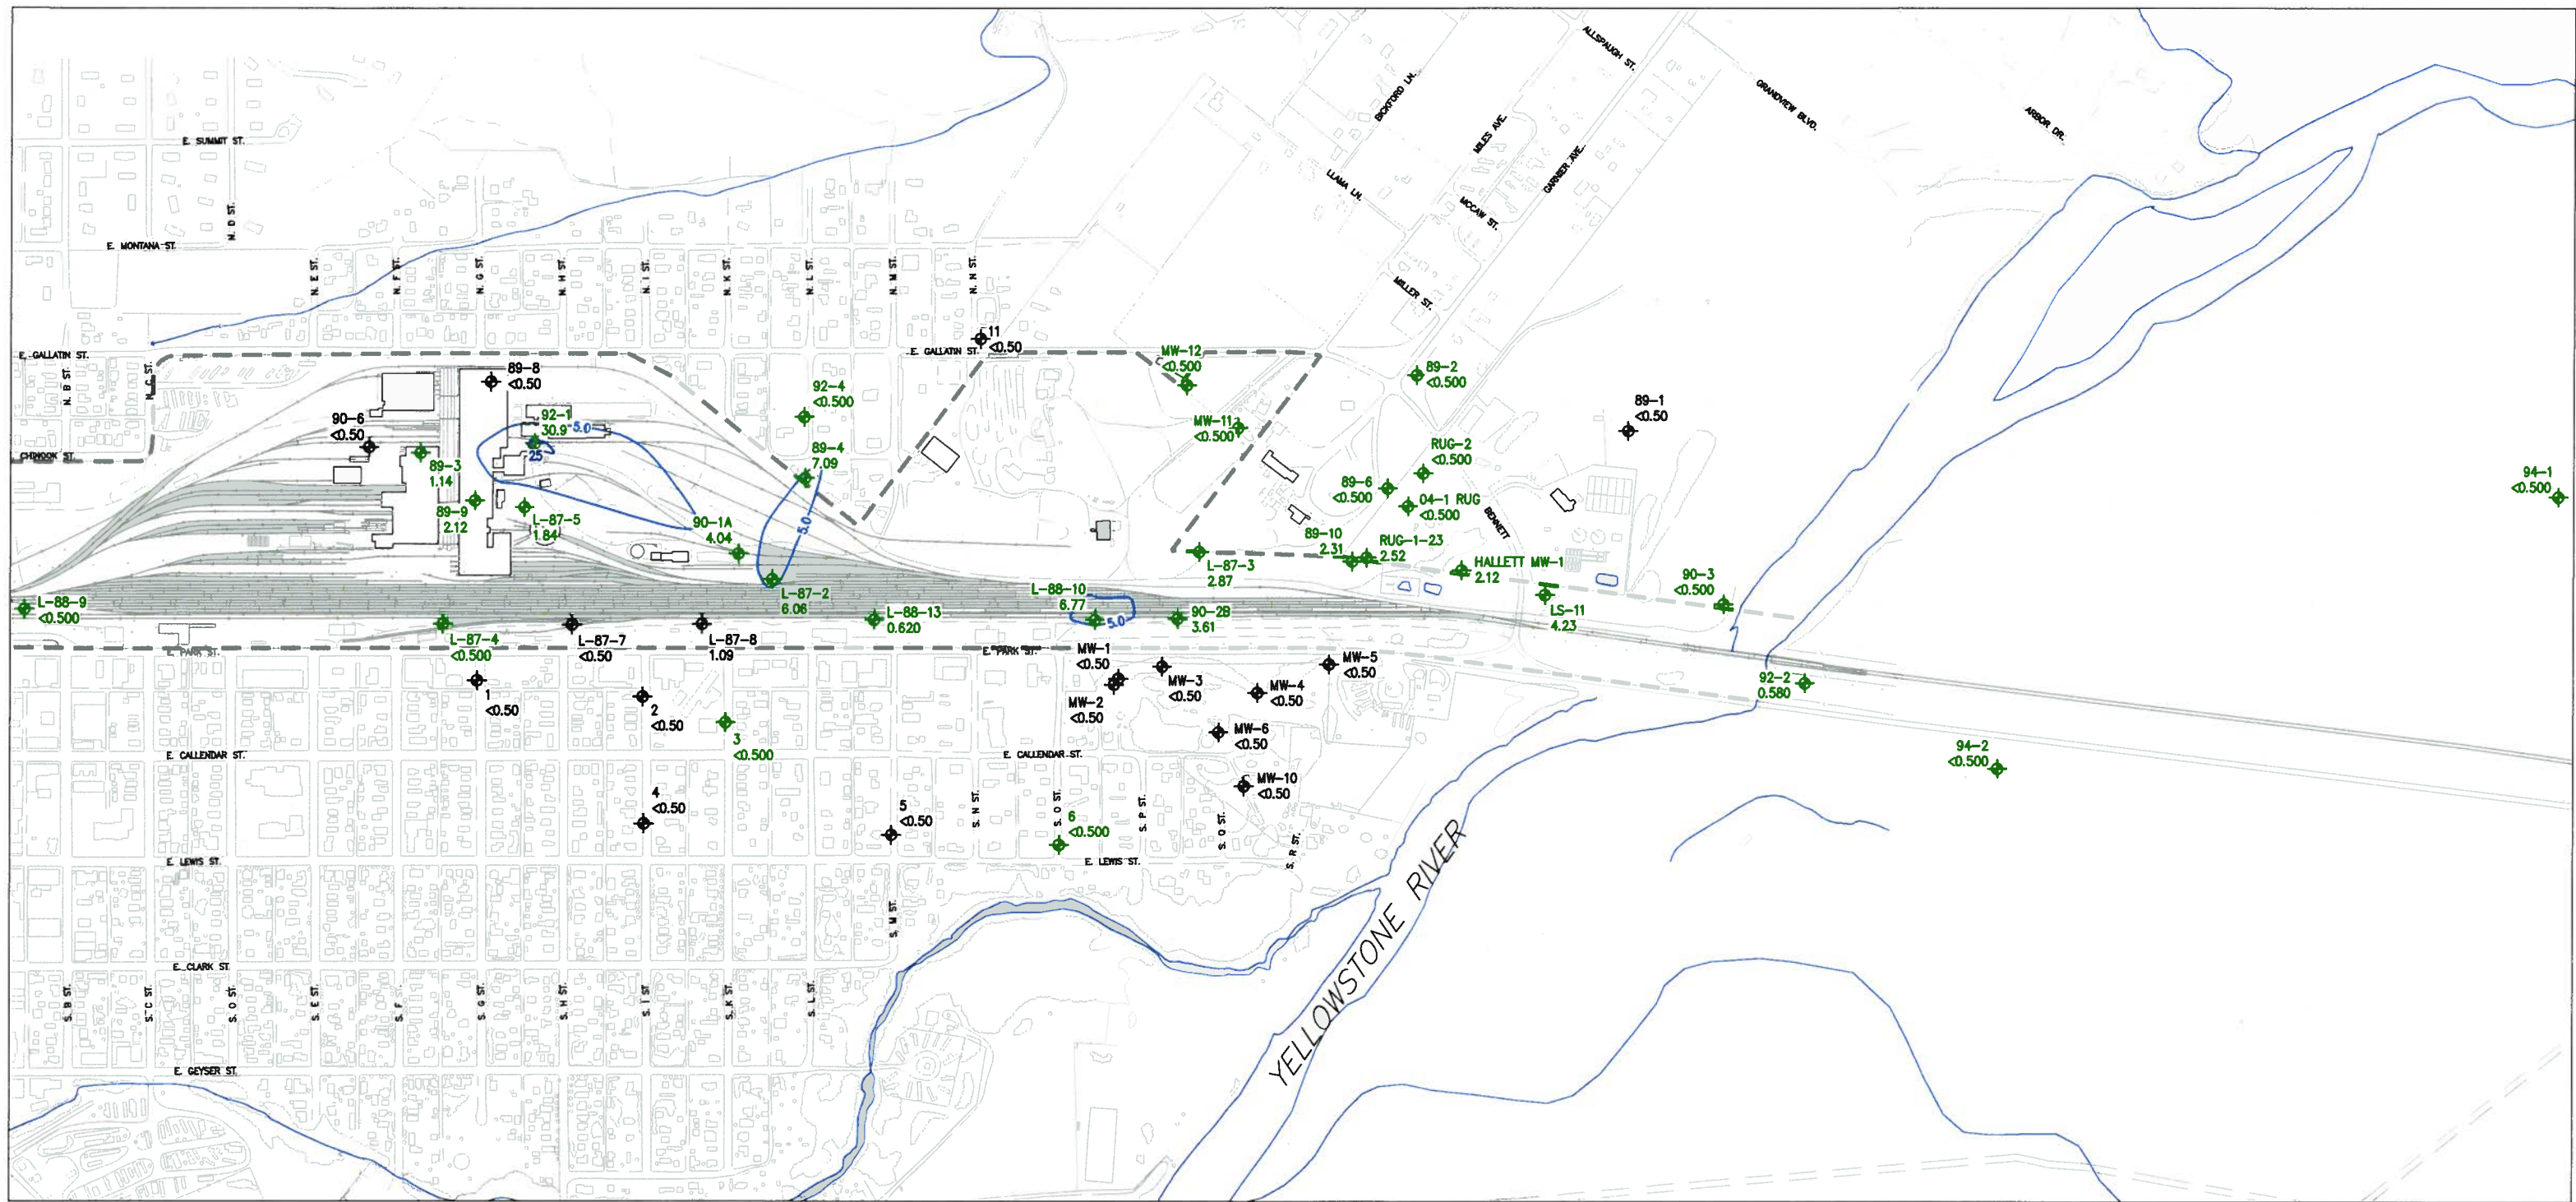 ALLSPAUGH ST.
BICKFORD LN.
GRANDVIEW BLVD.
ARBOR DR.
MILES AVE.
E. SUMMIT ST.
GARNIER AVE.
LLAMA LN.
MCCAW ST.
N. D ST.
E. MONTANA ST.
N. E ST.
N. F ST.
N. G ST.
N. H ST.
N. I ST.
N. K ST.
N. L ST.
N. M ST.
N. N ST.
MILLER ST.
11
<0.50
E. GALLATIN ST.
E. GALLATIN ST.
MW-12
<0.500
N. B ST.
N. C ST.
89-8
<0.50
92-4
<0.500
89-2
<0.500
90-6
<0.50
92-1
30.9
5.0
25
MW-11
<0.500
89-1
<0.50
CHINOOK ST.
89-3
1.14
89-4
7.09
RUG-2
<0.500
94-1
<0.500
89-6
<0.500
04-1 RUG
<0.500
89-9
2.12
L-87-5
1.84
90-1A
4.04
5.0
BENNETT
89-10
2.31
RUG-1-23
2.52
L-87-3
2.87
HALLETT MW-1
2.12
90-3
<0.500
L-88-9
<0.500
L-87-2
6.06
L-88-13
0.620
L-88-10
6.77
5.0
90-2B
3.61
LS-11
4.23
L-87-4
<0.500
L-87-7
<0.50
L-87-8
1.09
E. PARK ST.
E. PARK ST.
MW-1
<0.50
MW-3
<0.50
MW-5
<0.50
MW-2
<0.50
MW-4
<0.50
92-2
0.580
1
<0.50
2
<0.50
3
<0.500
MW-6
<0.50
94-2
<0.500
E. CALLENDAR ST.
E. CALLENDAR ST.
MW-10
<0.50
4
<0.50
5
<0.50
S. N ST.
S. O ST.
6
<0.500
S. P ST.
S. Q ST.
S. R ST.
E. LEWIS ST.
E. LEWIS ST.
YELLOWSTONE RIVER
S. M ST.
E. CLARK ST.
S. B ST.
S. C ST.
S. D ST.
S. E ST.
S. F
S. G ST.
S. H ST.
S. I ST.
S. K ST.
S. L ST.
E. GEYSER ST.